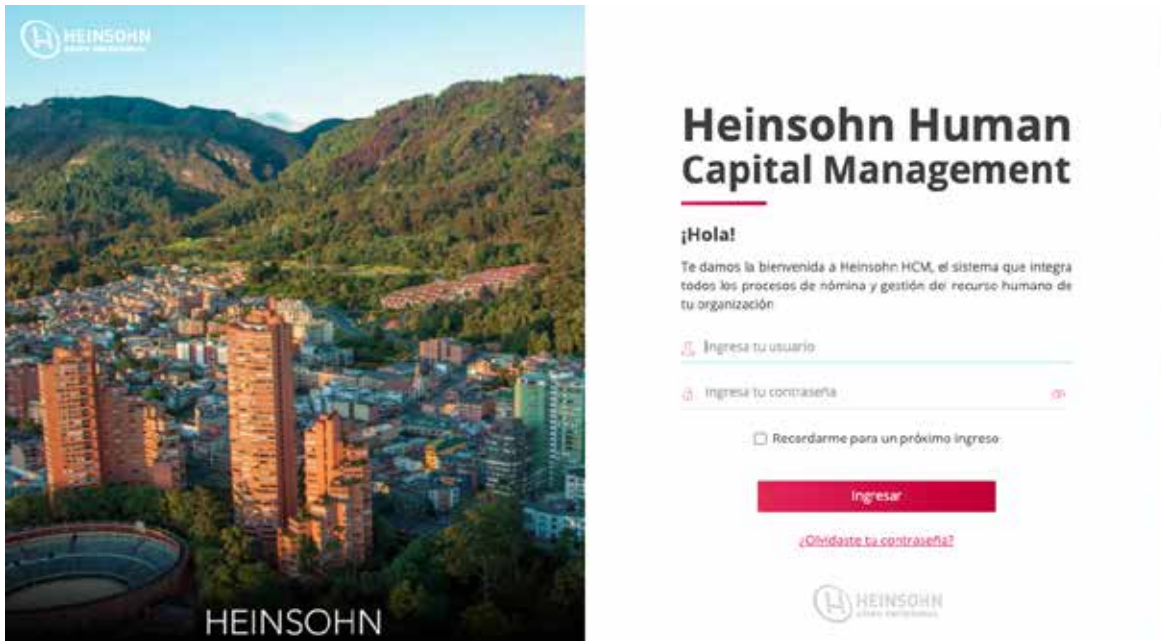 HEINSOHN
HEINSOHN
Heinsohn Human
Capital Management
¡Hola!
Te damos la bienvenida a Heinsohn HCM, el sistema que integra
todos los procesos de nómina y gestión del recurso humano de
tu organización
Ingresa tu usuario
Ingresa tu contraseña
Recordarme para un próximo ingreso
Ingresar
¿Olvidaste tu contraseña?
HEINSOHN